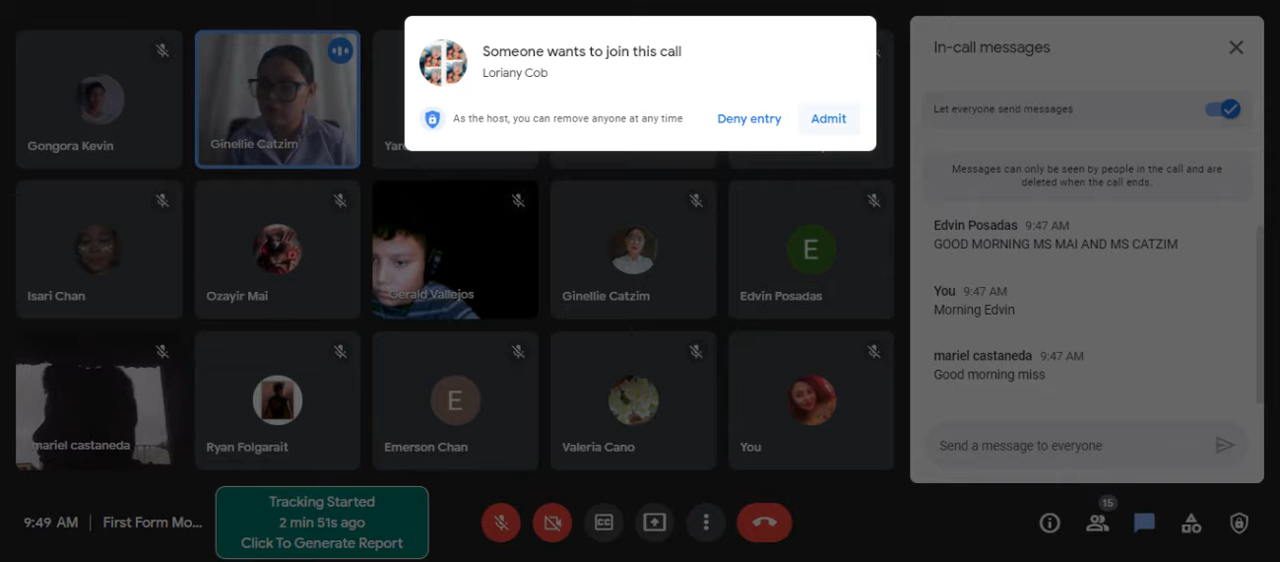 Someone wants to join this call
Loriany Cob
As the host, you can remove anyone at any time
Deny entry
Admit
Gongora Kevin
Ginellie Catzim
Isari Chan
Ozayir Mai
Gerald Vallejos
Ginellie Catzim
E
Edvin Posadas
mariel castaneda
Ryan Folgarait
E
Emerson Chan
Valeria Cano
You
In-call messages
Let everyone send messages
Messages can only be seen by people in the call and are
deleted when the call ends.
Edvin Posadas 9:47 AM
GOOD MORNING MS MAI AND MS CATZIM
You 9:47 AM
Morning Edvin
mariel castaneda 9:47 AM
Good morning miss
Send a message to everyone
9:49 AM | First Form Mo...
Tracking Started
2 min 51s ago
Click To Generate Report
CC
15